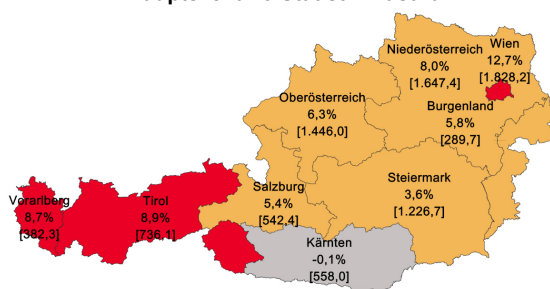 Niederösterreich
8,0%
[1.647,4]
Wien
12,7%
[1.828,2]
Oberösterreich
6,3%
[1.446,0]
Burgenland
5,8%
[289,7]
Vorarlberg
8,7%
[382,3]
Tirol
8,9%
[736,1]
Salzburg
5,4%
[542,4]
Steiermark
3,6%
[1.226,7]
Kärnten
-0,1%
[558,0]